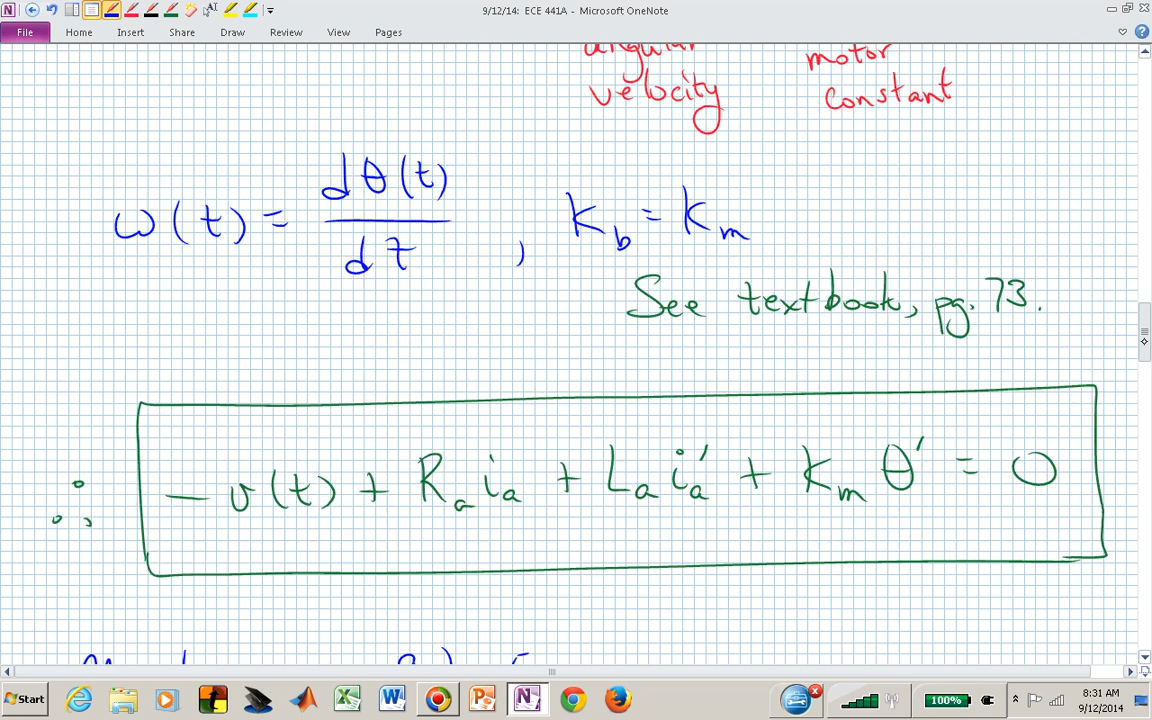 9/12/14: ECE 441A - Microsoft OneNote
File Home Insert Share Draw Review View Pages
angular
velocity
motor
constant
ω(t) = dθ(t)/dt , K_b = K_m
See textbook, pg. 73.
∴ -v(t) + R_a i_a + L_a i_a' + K_m θ' = 0
Start
100%
8:31 AM
9/12/2014